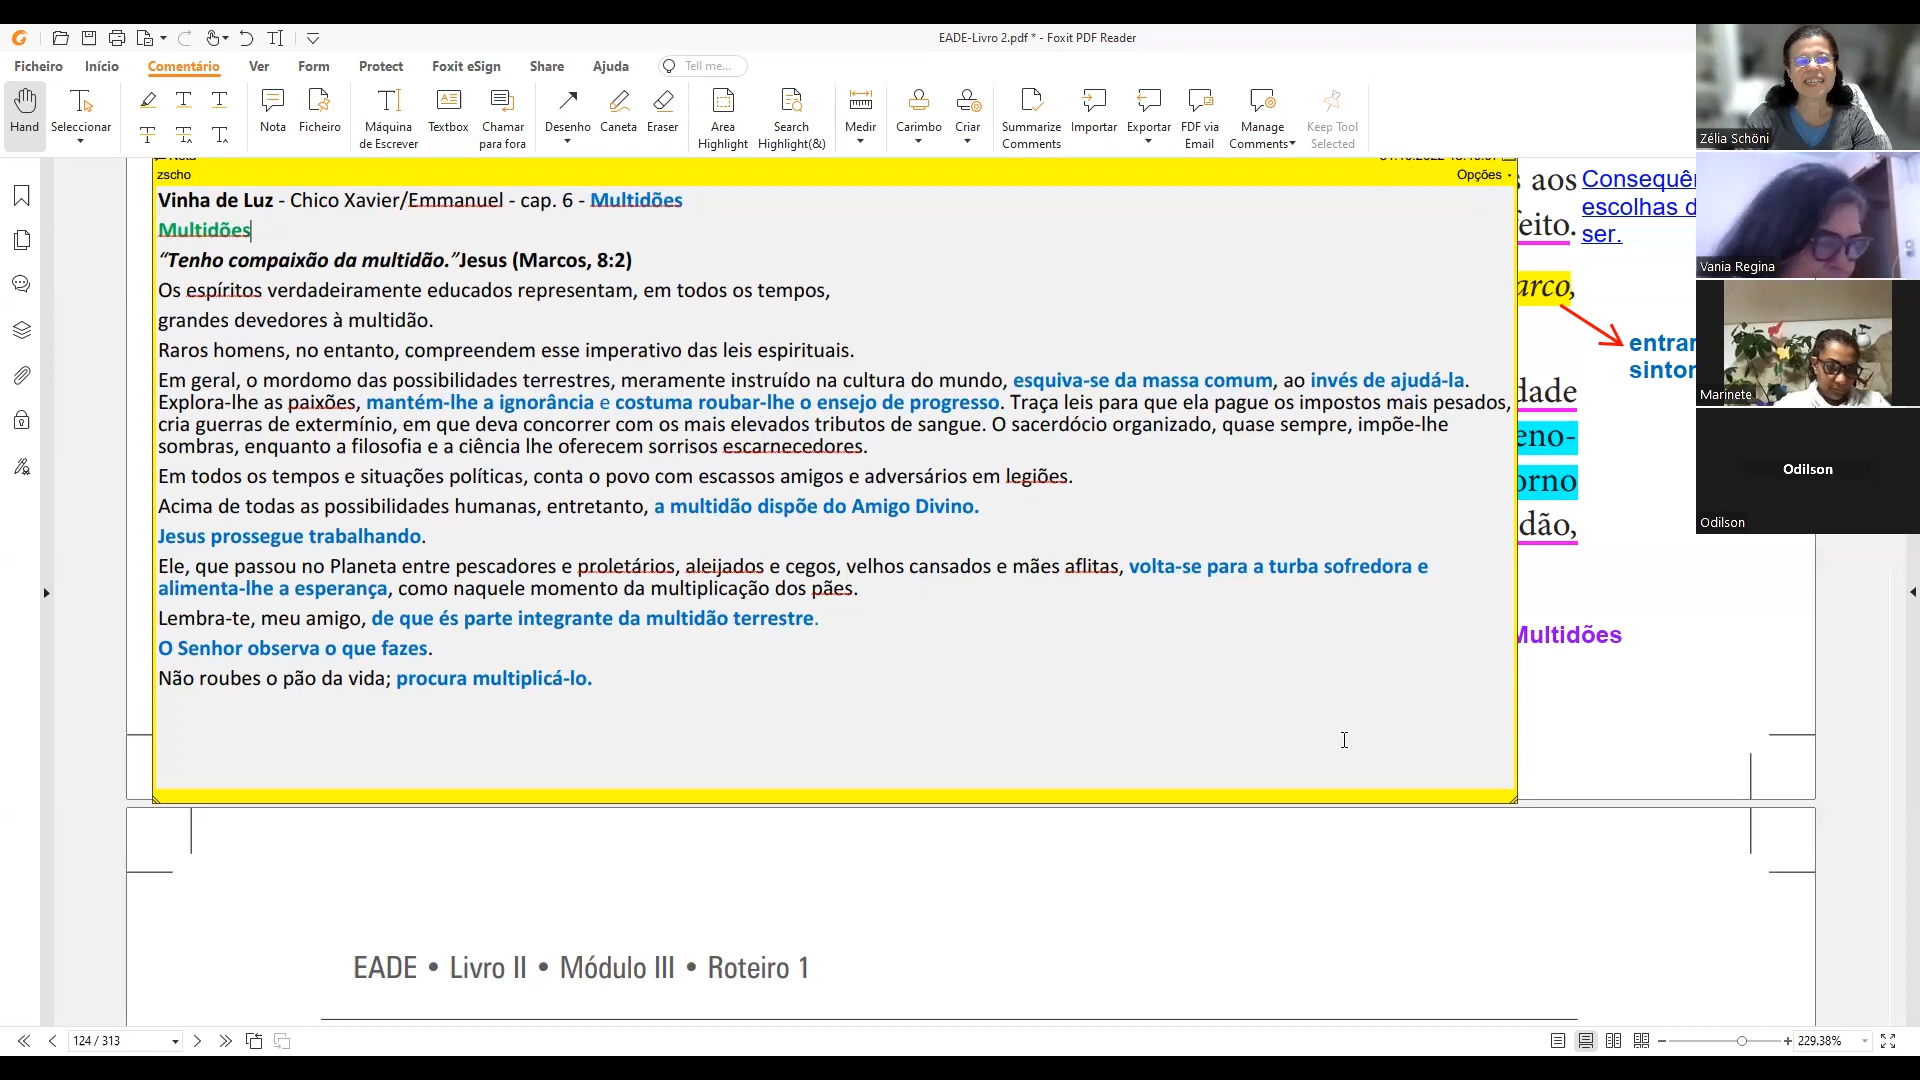 EADE-Livro 2.pdf * - Foxit PDF Reader
Ficheiro Início Comentário Ver Form Protect Foxit eSign Share Ajuda Tell me...
Hand Seleccionar Nota Ficheiro Máquina de Escrever Textbox Chamar para fora Desenho Caneta Eraser Area Highlight Search Highlight(&) Medir Carimbo Criar Summarize Comments Importar Exportar FDF via Email Manage Comments Keep Tool Selected
zscho Opções
Vinha de Luz - Chico Xavier/Emmanuel - cap. 6 - Multidões
Multidões
“Tenho compaixão da multidão.”Jesus (Marcos, 8:2)
Os espíritos verdadeiramente educados representam, em todos os tempos,
grandes devedores à multidão.
Raros homens, no entanto, compreendem esse imperativo das leis espirituais.
Em geral, o mordomo das possibilidades terrestres, meramente instruído na cultura do mundo, esquiva-se da massa comum, ao invés de ajudá-la.
Explora-lhe as paixões, mantém-lhe a ignorância e costuma roubar-lhe o ensejo de progresso. Traça leis para que ela pague os impostos mais pesados,
cria guerras de extermínio, em que deva concorrer com os mais elevados tributos de sangue. O sacerdócio organizado, quase sempre, impõe-lhe
sombras, enquanto a filosofia e a ciência lhe oferecem sorrisos escarnecedores.
Em todos os tempos e situações políticas, conta o povo com escassos amigos e adversários em legiões.
Acima de todas as possibilidades humanas, entretanto, a multidão dispõe do Amigo Divino.
Jesus prossegue trabalhando.
Ele, que passou no Planeta entre pescadores e proletários, aleijados e cegos, velhos cansados e mães aflitas, volta-se para a turba sofredora e
alimenta-lhe a esperança, como naquele momento da multiplicação dos pães.
Lembra-te, meu amigo, de que és parte integrante da multidão terrestre.
O Senhor observa o que fazes.
Não roubes o pão da vida; procura multiplicá-lo.
s aos
eito.
arco,
dade
eno-
orno
dão,
Consequê
escolhas d
ser.
entrar
sintor
Multidões
Zélia Schöni
Vania Regina
Marinete
Odilson
Odilson
EADE • Livro II • Módulo III • Roteiro 1
124 / 313
229.38%